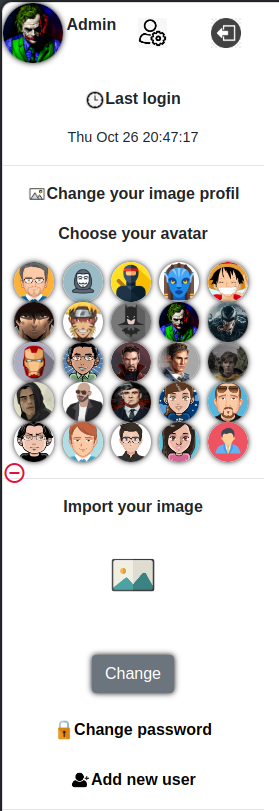 Admin
Last login
Thu Oct 26 20:47:17
Change your image profil
Choose your avatar
Import your image
Change
Change password
Add new user